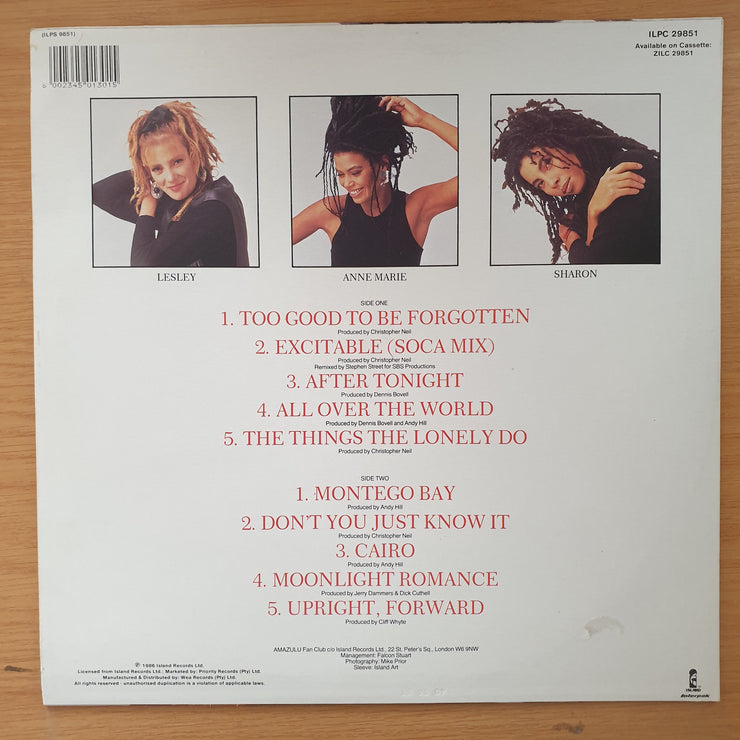 (ILPS 9851)
ILPC 29851
Available on Cassette:
ZILC 29851
6 002345 013015
LESLEY
ANNE MARIE
SHARON
SIDE ONE
1. TOO GOOD TO BE FORGOTTEN
Produced by Christopher Neil
2. EXCITABLE (SOCA MIX)
Produced by Christopher Neil
Remixed by Stephen Street for SBS Productions
3. AFTER TONIGHT
Produced by Dennis Bovell
4. ALL OVER THE WORLD
Produced by Dennis Bovell and Andy Hill
5. THE THINGS THE LONELY DO
Produced by Christopher Neil
SIDE TWO
1. MONTEGO BAY
Produced by Andy Hill
2. DON'T YOU JUST KNOW IT
Produced by Christopher Neil
3. CAIRO
Produced by Andy Hill
4. MOONLIGHT ROMANCE
Produced by Jerry Dammers & Dick Cuthell
5. UPRIGHT, FORWARD
Produced by Cliff Whyte
AMAZULU Fan Club c/o Island Records Ltd., 22 St. Peter's Sq., London W6 9NW
Management: Falcon Stuart
Photography: Mike Prior
Sleeve: Island Art
℗ 1986 Island Records Ltd.
Licensed from Island Records Ltd.: Marketed by: Priority Records (Pty) Ltd.
Manufactured & Distributed by: Wea Records (Pty) Ltd.
All rights reserved - unauthorised duplication is a violation of applicable laws.
ISLAND
Interpak